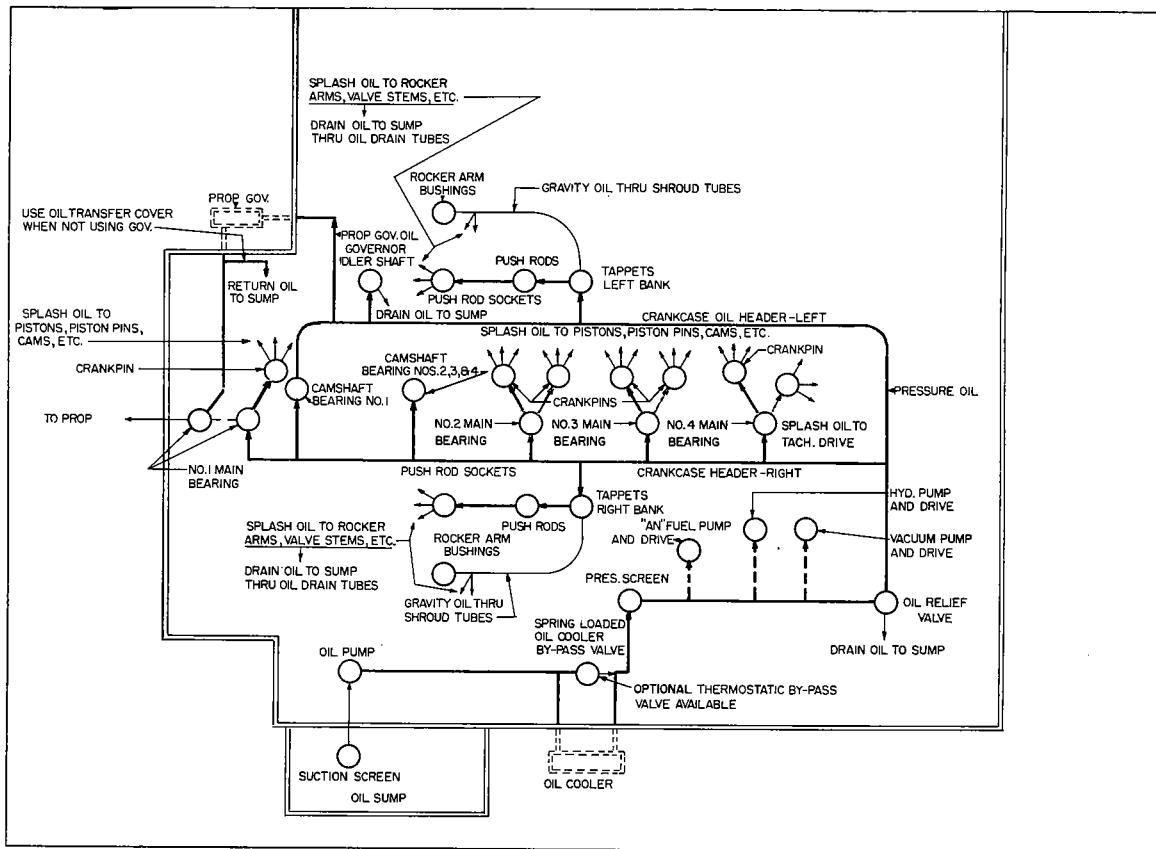 SPLASH OIL TO ROCKER
ARMS, VALVE STEMS, ETC.
DRAIN OIL TO SUMP
THRU OIL DRAIN TUBES
ROCKER ARM
BUSHINGS
GRAVITY OIL THRU SHROUD TUBES
PROP GOV.
USE OIL TRANSFER COVER
WHEN NOT USING GOV.
PROP GOV. OIL
GOVERNOR
IDLER SHAFT
PUSH RODS
TAPPETS
LEFT BANK
RETURN OIL
TO SUMP
PUSH ROD SOCKETS
DRAIN OIL TO SUMP
CRANKCASE OIL HEADER-LEFT
SPLASH OIL TO
PISTONS, PISTON PINS,
CAMS, ETC.
SPLASH OIL TO PISTONS, PISTON PINS, CAMS, ETC.
CRANKPIN
CAMSHAFT
BEARING NOS. 2, 3, & 4
CRANKPIN
CAMSHAFT
BEARING NO. 1
CRANKPINS
PRESSURE OIL
TO PROP
NO. 2 MAIN
BEARING
NO. 3 MAIN
BEARING
NO. 4 MAIN
BEARING
SPLASH OIL TO
TACH. DRIVE
NO. 1 MAIN
BEARING
PUSH ROD SOCKETS
CRANKCASE HEADER-RIGHT
TAPPETS
RIGHT BANK
HYD. PUMP
AND DRIVE
PUSH RODS
SPLASH OIL TO ROCKER
ARMS, VALVE STEMS, ETC.
ROCKER ARM
BUSHINGS
"AN" FUEL PUMP
AND DRIVE
VACUUM PUMP
AND DRIVE
DRAIN OIL TO SUMP
THRU OIL DRAIN TUBES
PRES. SCREEN
GRAVITY OIL THRU
SHROUD TUBES
OIL RELIEF
VALVE
SPRING LOADED
OIL COOLER
BY-PASS VALVE
OIL PUMP
DRAIN OIL TO SUMP
OPTIONAL THERMOSTATIC BY-PASS
VALVE AVAILABLE
SUCTION SCREEN
OIL COOLER
OIL SUMP